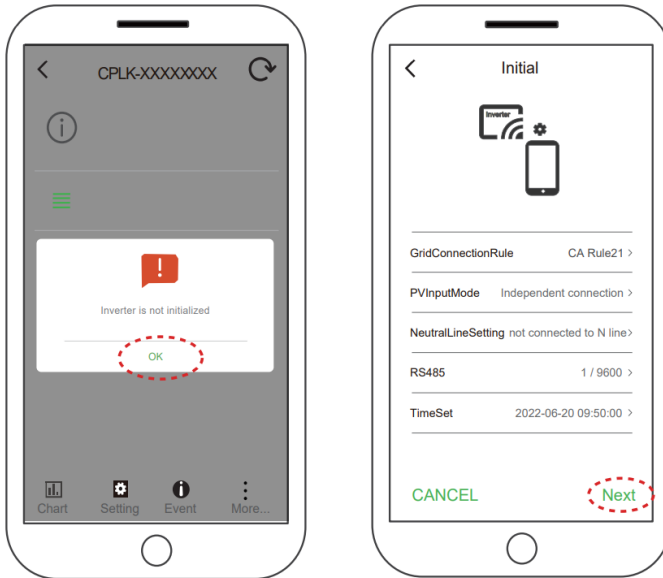 CPLK-XXXXXXXX
Inverter is not initialized
OK
Chart Setting Event More...
Initial
Inverter
GridConnectionRule CA Rule21 >
PVInputMode Independent connection >
NeutralLineSetting not connected to N line>
RS485 1 / 9600 >
TimeSet 2022-06-20 09:50:00 >
CANCEL Next